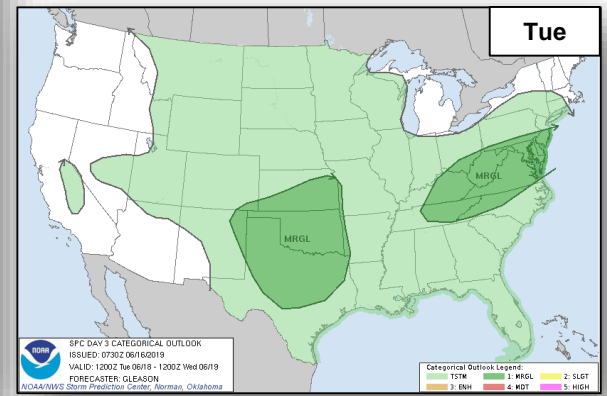 Tue
MRGL
MRGL
NOAA
SPC DAY 3 CATEGORICAL OUTLOOK
ISSUED: 0730Z 06/16/2019
VALID: 1200Z Tue 06/18 - 1200Z Wed 06/19
FORECASTER: GLEASON
NOAA/NWS Storm Prediction Center, Norman, Oklahoma
Categorical Outlook Legend:
TSTM 1: MRGL 2: SLGT
3: ENH 4: MDT 5: HIGH